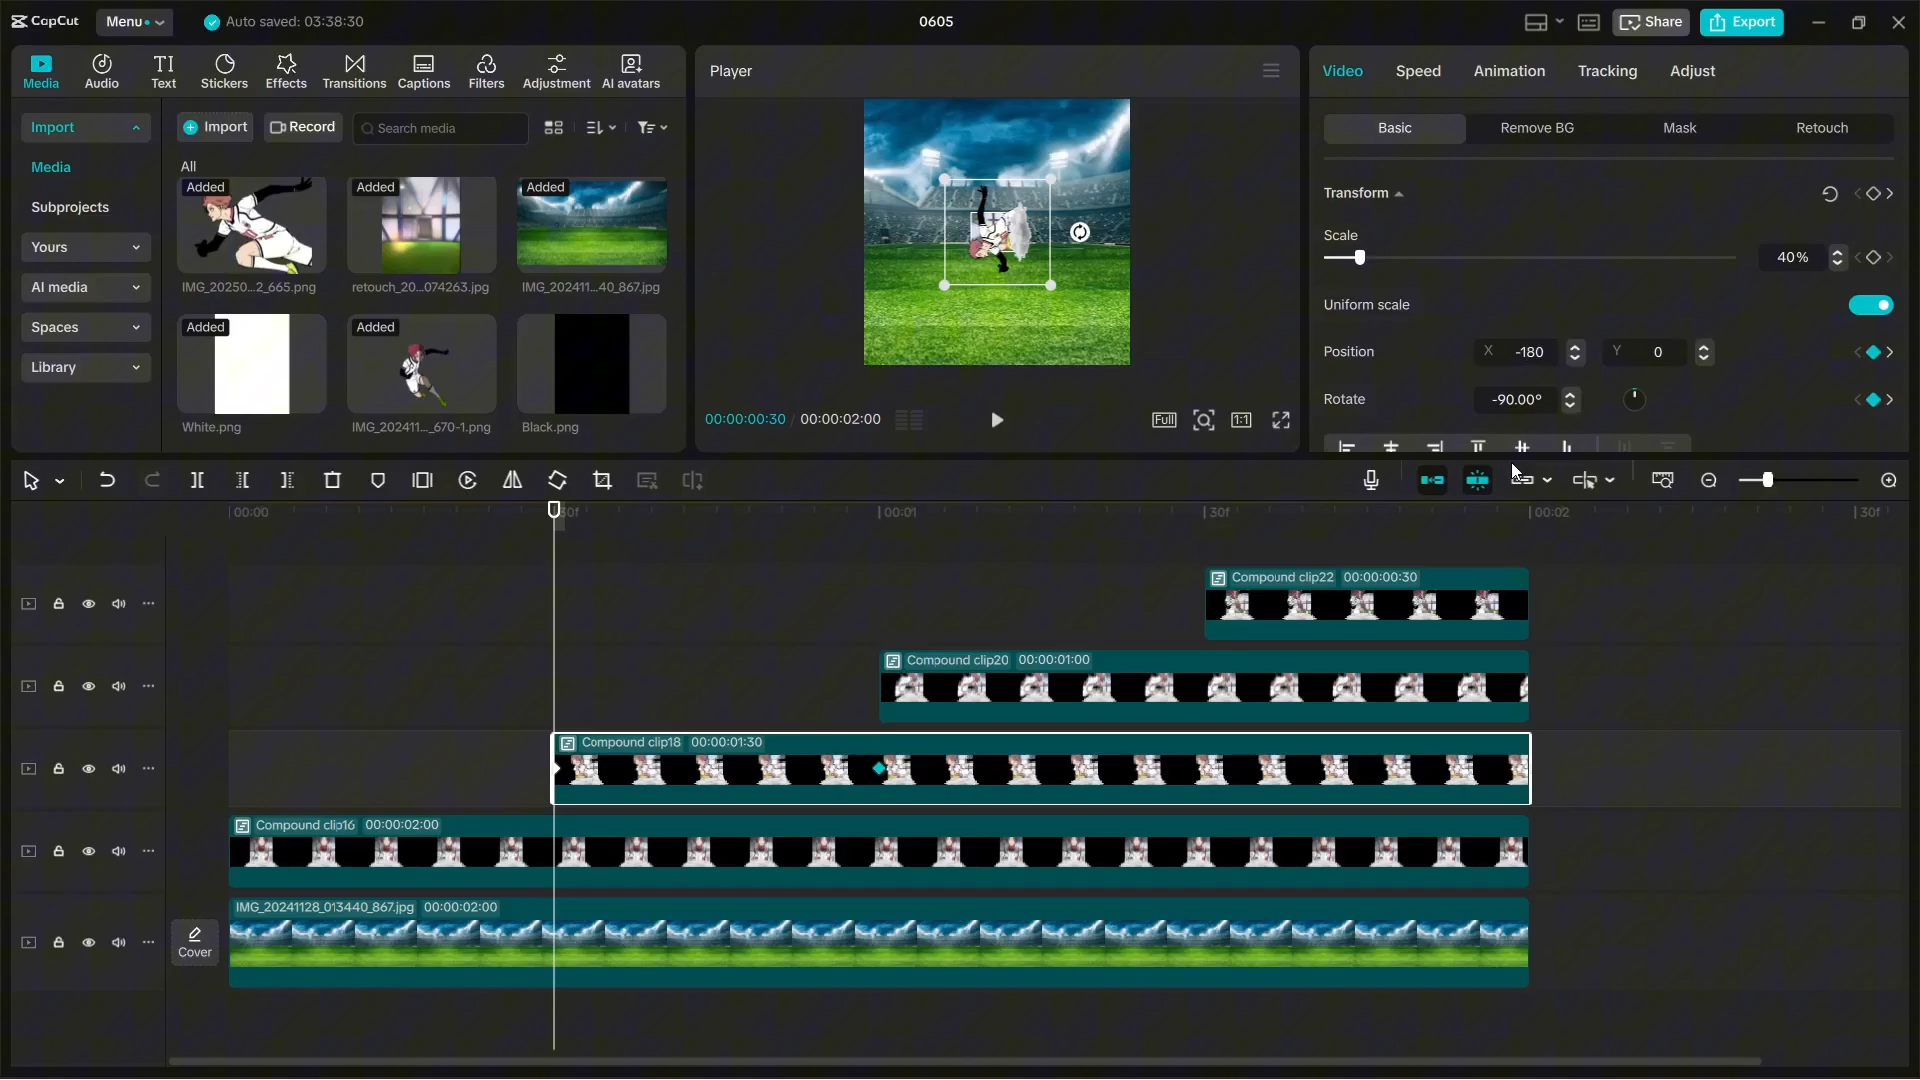 CapCut
Menu
Auto saved: 03:38:30
0605
Share
Export
Media
Audio
Text
Stickers
Effects
Transitions
Captions
Filters
Adjustment
AI avatars
Player
Video
Speed
Animation
Tracking
Adjust
Import
Import
Record
Search media
Basic
Remove BG
Mask
Retouch
Media
All
Subprojects
Yours
AI media
Spaces
Library
Added
Added
Added
IMG_20250...2_665.png
retouch_20...074263.jpg
IMG_202411...40_867.jpg
Added
Added
White.png
IMG_202411..._670-1.png
Black.png
Transform
Scale
40%
Uniform scale
Position
X -180
Y 0
Rotate
-90.00°
00:00:00:30 / 00:00:02:00
Full
1:1
00:00
30f
00:01
30f
00:02
30f
Compound clip22 00:00:00:30
Compound clip20 00:00:01:00
Compound clip18 00:00:01:30
Compound clip16 00:00:02:00
IMG_20241128_013440_867.jpg 00:00:02:00
Cover